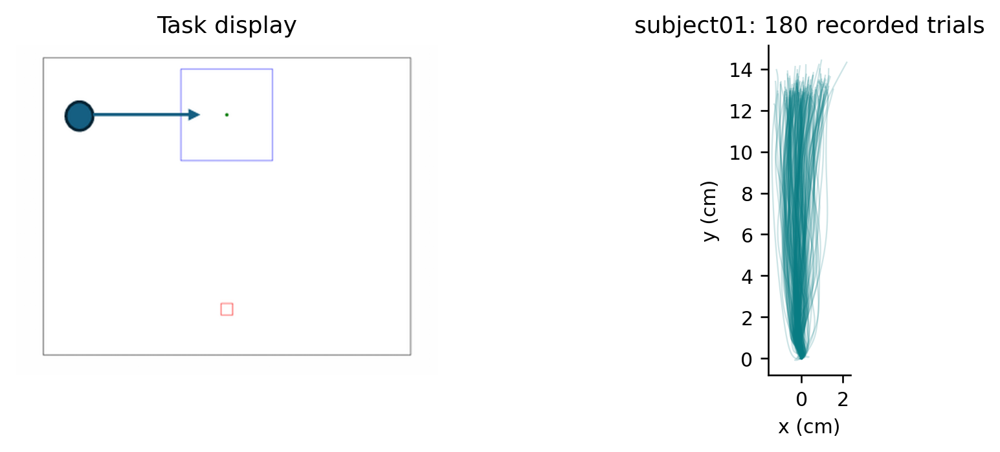 Task display
subject01: 180 recorded trials
14
12
10
8
6
4
2
0
y (cm)
0 2
x (cm)